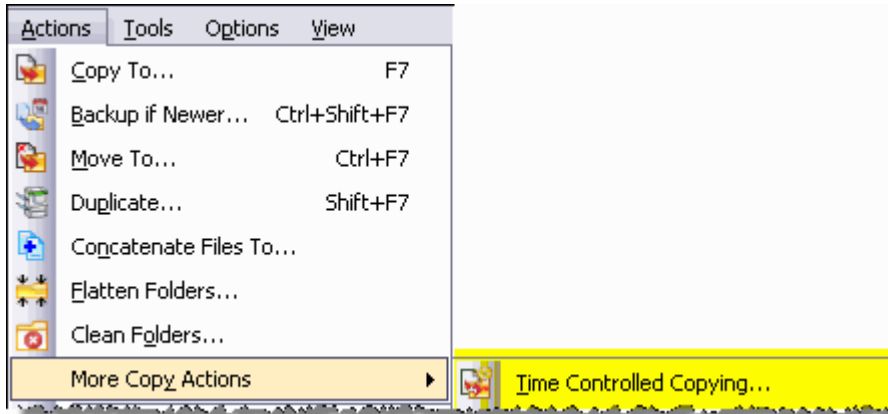 Actions Tools Options View
Copy To... F7
Backup if Newer... Ctrl+Shift+F7
Move To... Ctrl+F7
Duplicate... Shift+F7
Concatenate Files To...
Flatten Folders...
Clean Folders...
More Copy Actions Time Controlled Copying...